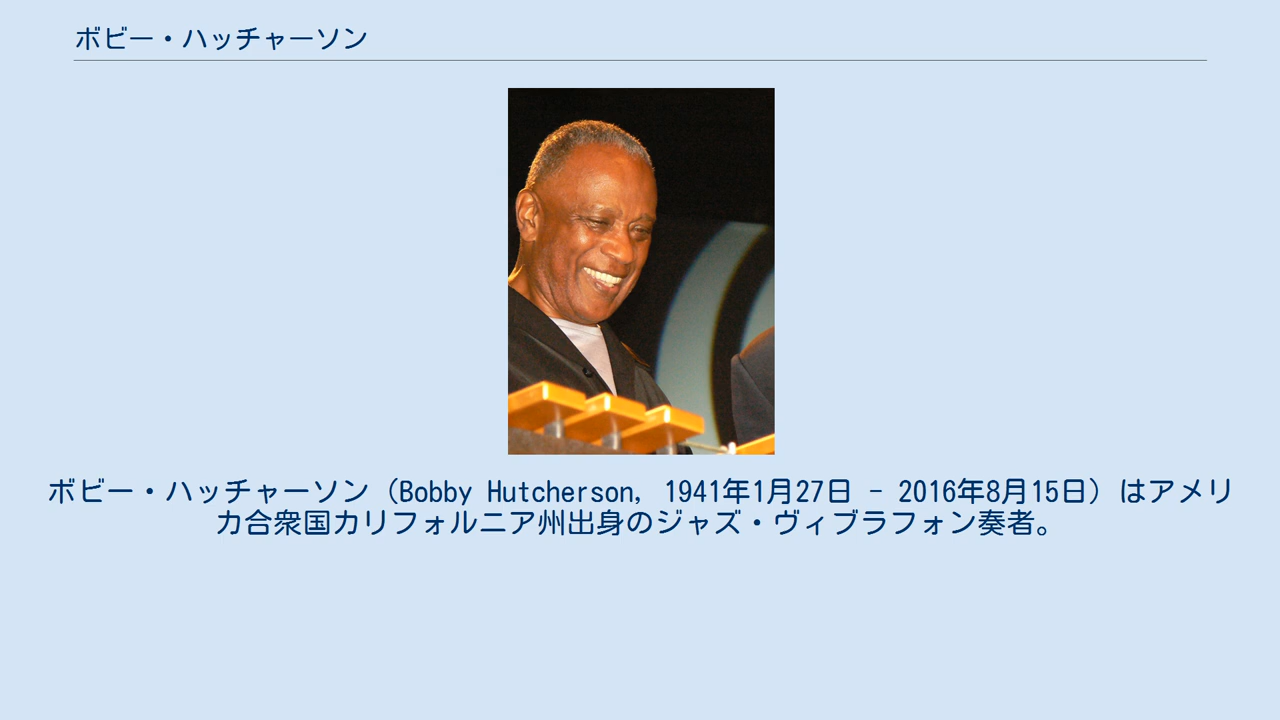 ボビー・ハッチャーソン
ボビー・ハッチャーソン（Bobby Hutcherson, 1941年1月27日 - 2016年8月15日）はアメリ
カ合衆国カリフォルニア州出身のジャズ・ヴィブラフォン奏者。